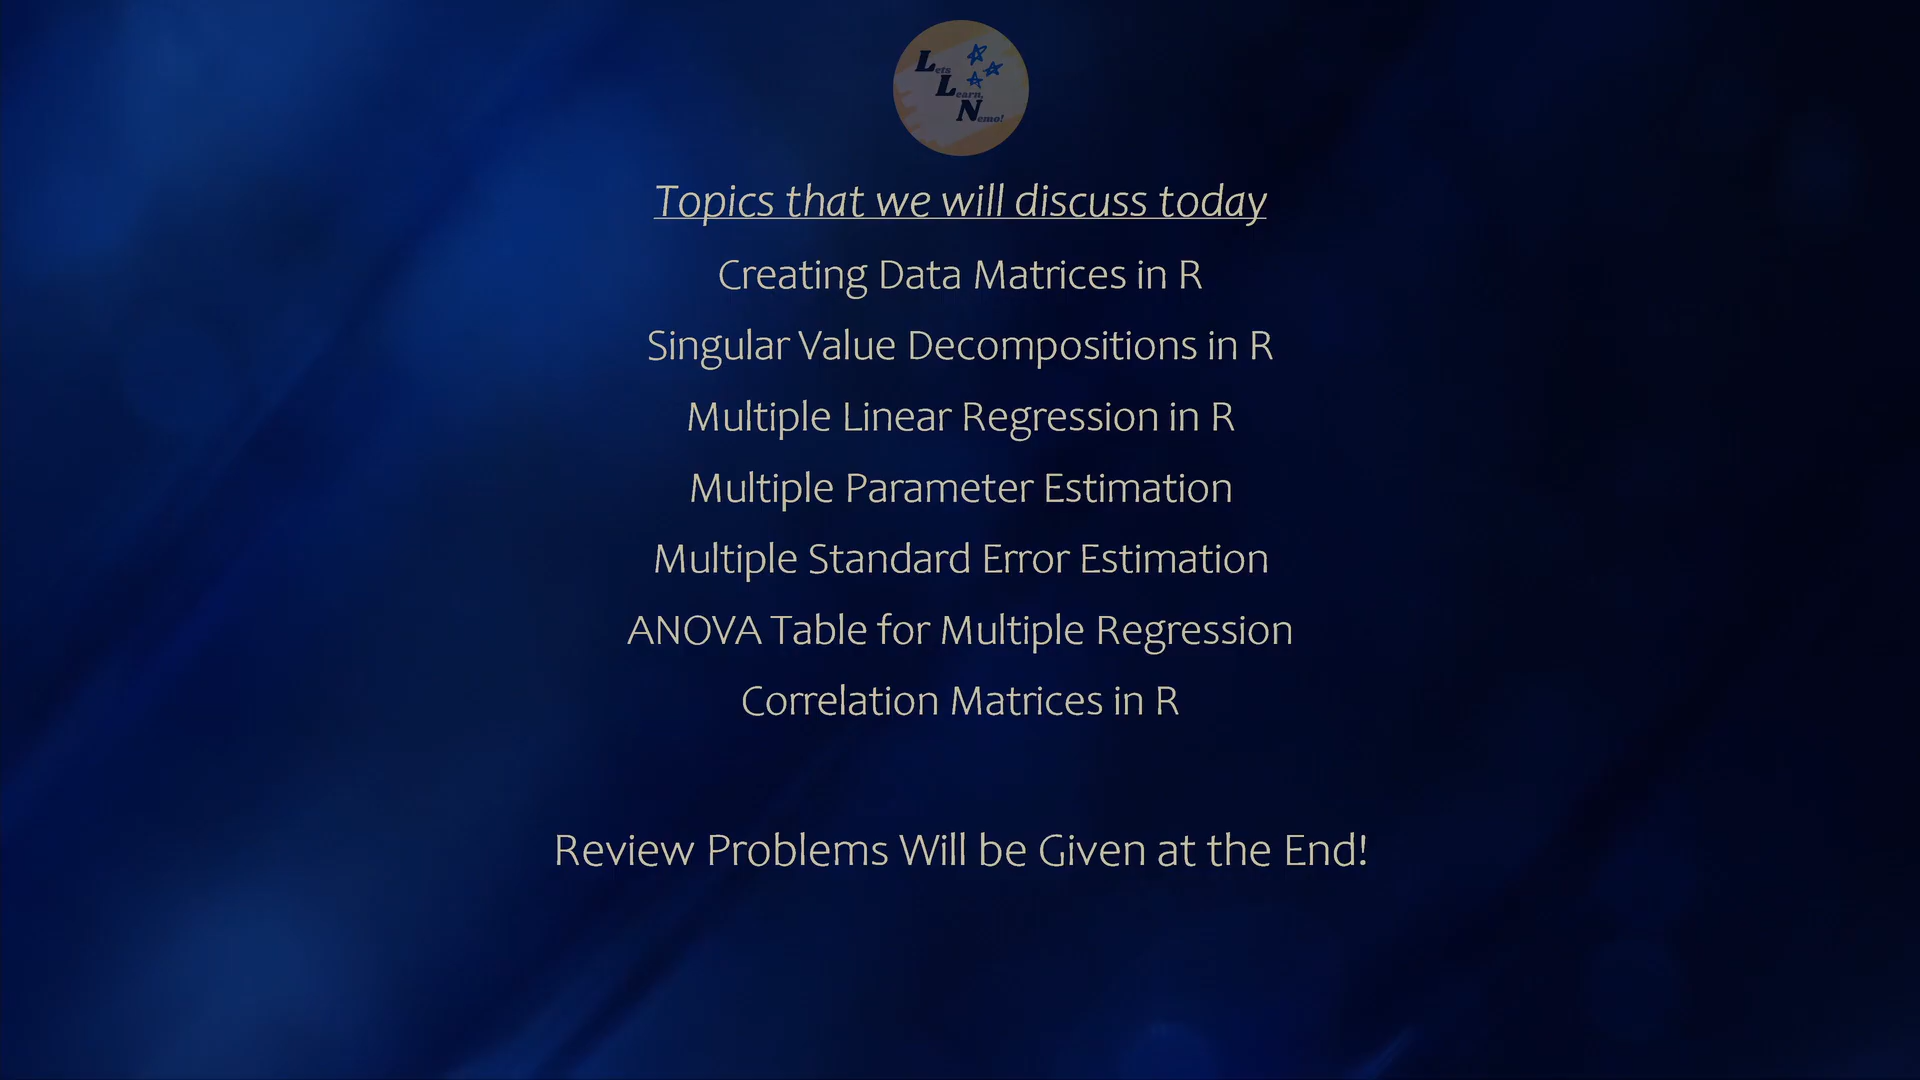 Lets
Learn,
Nemo!
Topics that we will discuss today
Creating Data Matrices in R
Singular Value Decompositions in R
Multiple Linear Regression in R
Multiple Parameter Estimation
Multiple Standard Error Estimation
ANOVA Table for Multiple Regression
Correlation Matrices in R
Review Problems Will be Given at the End!